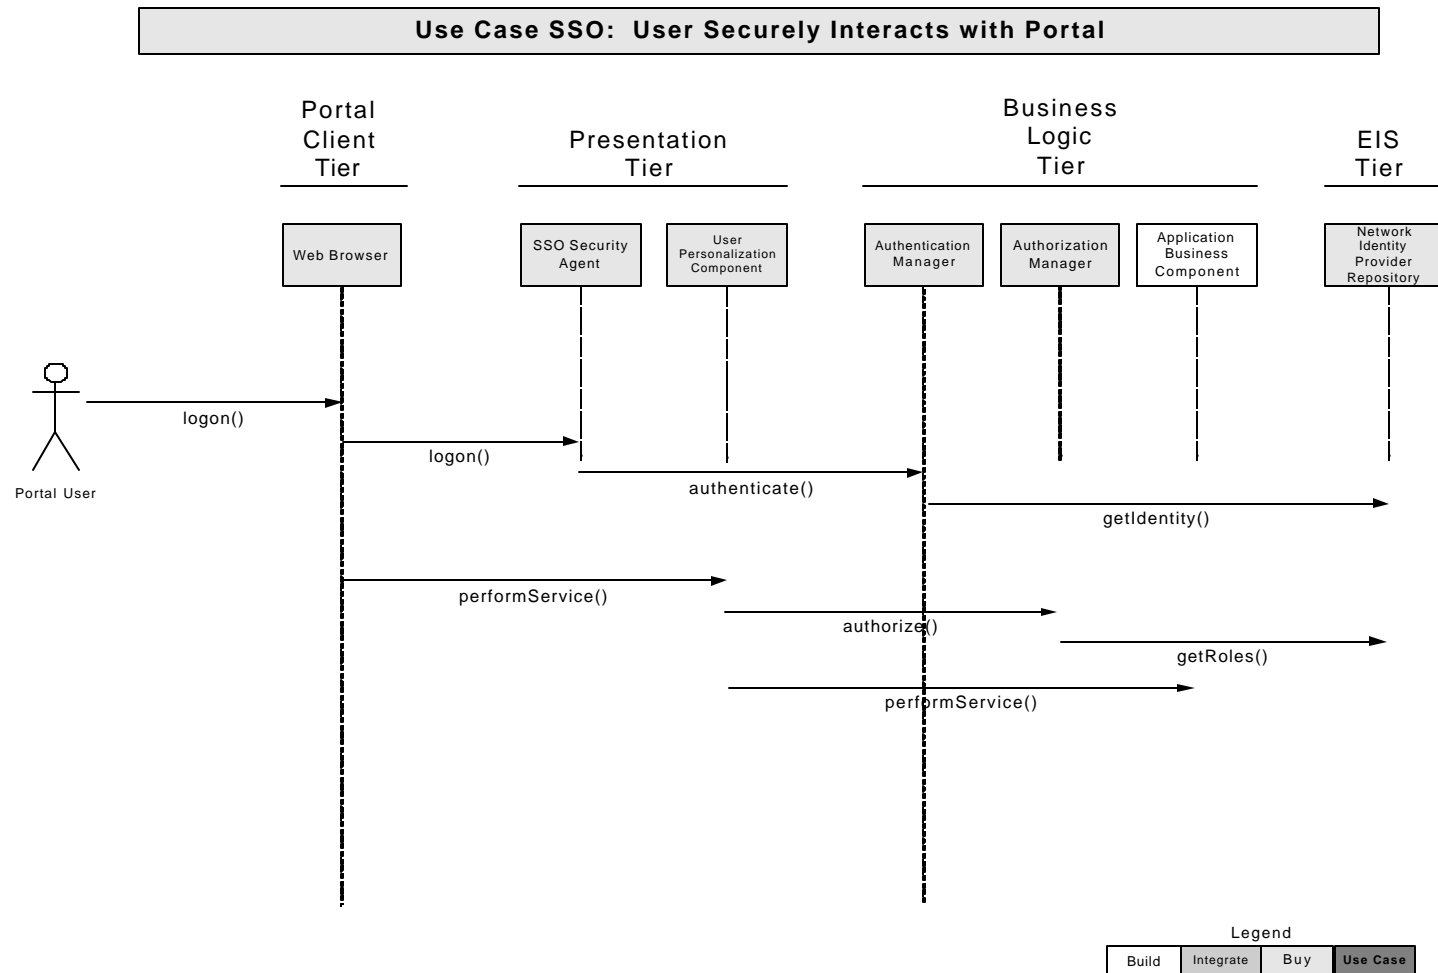 Use Case SSO: User Securely Interacts with Portal
Portal
Client
Tier
Presentation
Tier
Business
Logic
Tier
EIS
Tier
Web Browser
SSO Security
Agent
User
Personalization
Component
Authentication
Manager
Authorization
Manager
Application
Business
Component
Network
Identity
Provider
Repository
Portal User
logon()
logon()
authenticate()
getIdentity()
performService()
authorize()
getRoles()
performService()
Legend
Build
Integrate
Buy
Use Case